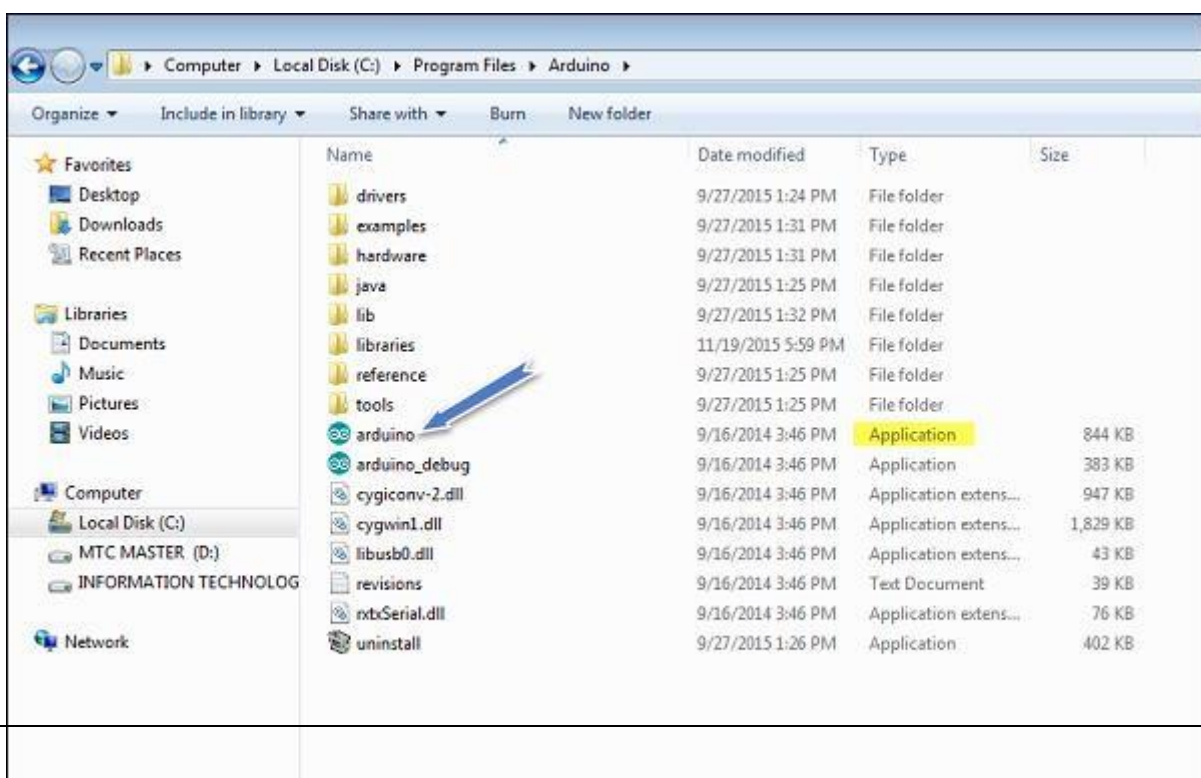 Computer Local Disk (C:) Program Files Arduino
Organize Include in library Share with Burn New folder
Favorites
Desktop
Downloads
Recent Places
Libraries
Documents
Music
Pictures
Videos
Computer
Local Disk (C:)
MTC MASTER (D:)
INFORMATION TECHNOLOG
Network
Name Date modified Type Size
drivers 9/27/2015 1:24 PM File folder
examples 9/27/2015 1:31 PM File folder
hardware 9/27/2015 1:31 PM File folder
java 9/27/2015 1:25 PM File folder
lib 9/27/2015 1:32 PM File folder
libraries 11/19/2015 5:59 PM File folder
reference 9/27/2015 1:25 PM File folder
tools 9/27/2015 1:25 PM File folder
arduino 9/16/2014 3:46 PM Application 844 KB
arduino_debug 9/16/2014 3:46 PM Application 383 KB
cygiconv-2.dll 9/16/2014 3:46 PM Application extens... 947 KB
cygwin1.dll 9/16/2014 3:46 PM Application extens... 1,829 KB
libusb0.dll 9/16/2014 3:46 PM Application extens... 43 KB
revisions 9/16/2014 3:46 PM Text Document 39 KB
rxtxSerial.dll 9/16/2014 3:46 PM Application extens... 76 KB
uninstall 9/27/2015 1:26 PM Application 402 KB